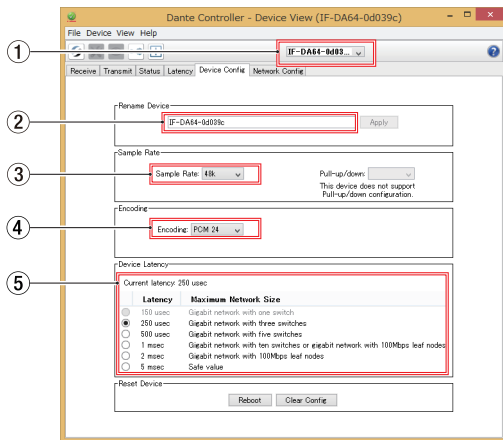 Dante Controller - Device View (IF-DA64-0d039c)
File Device View Help
1 IF-DA64-0d03...
?
Receive Transmit Status Latency Device Config Network Config
Rename Device
2 IF-DA64-0d039c Apply
Sample Rate
3 Sample Rate: 48k Pull-up/down:
This device does not support
Pull-up/down configuration.
Encoding
4 Encoding: PCM 24
Device Latency
5 Current latency: 250 usec
Latency Maximum Network Size
150 usec Gigabit network with one switch
250 usec Gigabit network with three switches
500 usec Gigabit network with five switches
1 msec Gigabit network with ten switches or gigabit network with 100Mbps leaf nodes
2 msec Gigabit network with 100Mbps leaf nodes
5 msec Safe value
Reset Device
Reboot Clear Config